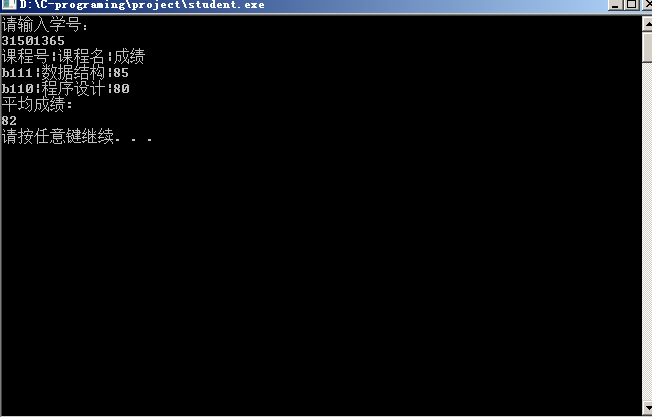 D:\C-programing\project\student.exe
请输入学号：
31501365
课程号|课程名|成绩
b111|数据结构|85
b110|程序设计|80
平均成绩：
82
请按任意键继续. . .